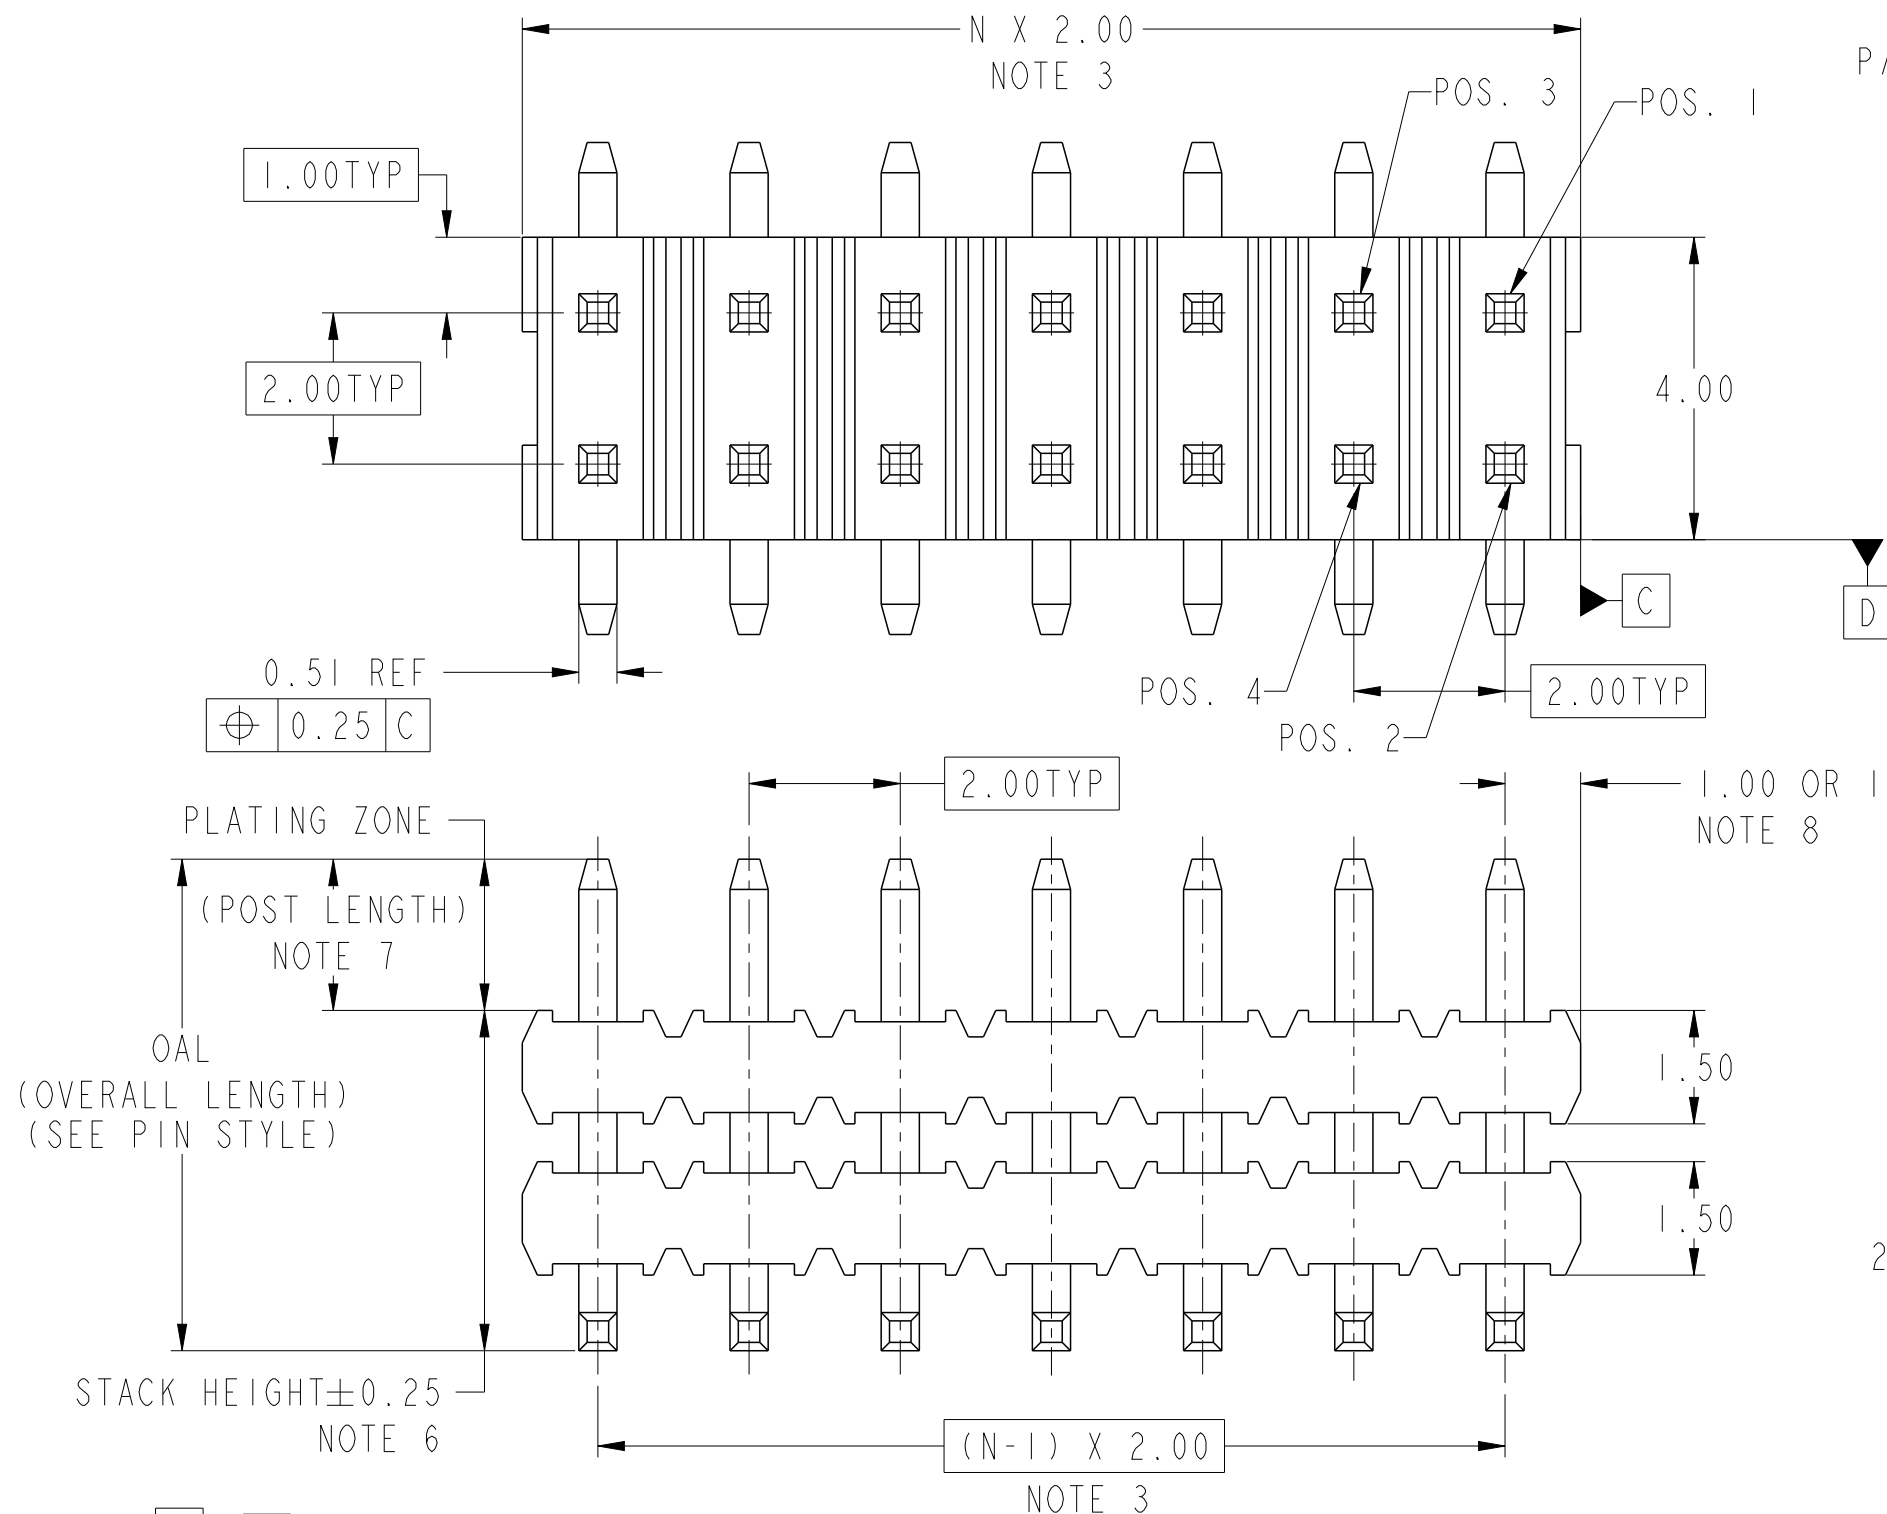 N X 2.00
NOTE 3
P/
POS. 3
POS. 1
1.00TYP
2.00TYP
4.00
C
D
0.51 REF
⌖ 0.25 C
POS. 4
2.00TYP
POS. 2
2.00TYP
1.00 OR 1
NOTE 8
PLATING ZONE
(POST LENGTH)
NOTE 7
OAL
(OVERALL LENGTH)
(SEE PIN STYLE)
1.50
1.50
2
STACK HEIGHT±0.25
NOTE 6
(N-1) X 2.00
NOTE 3